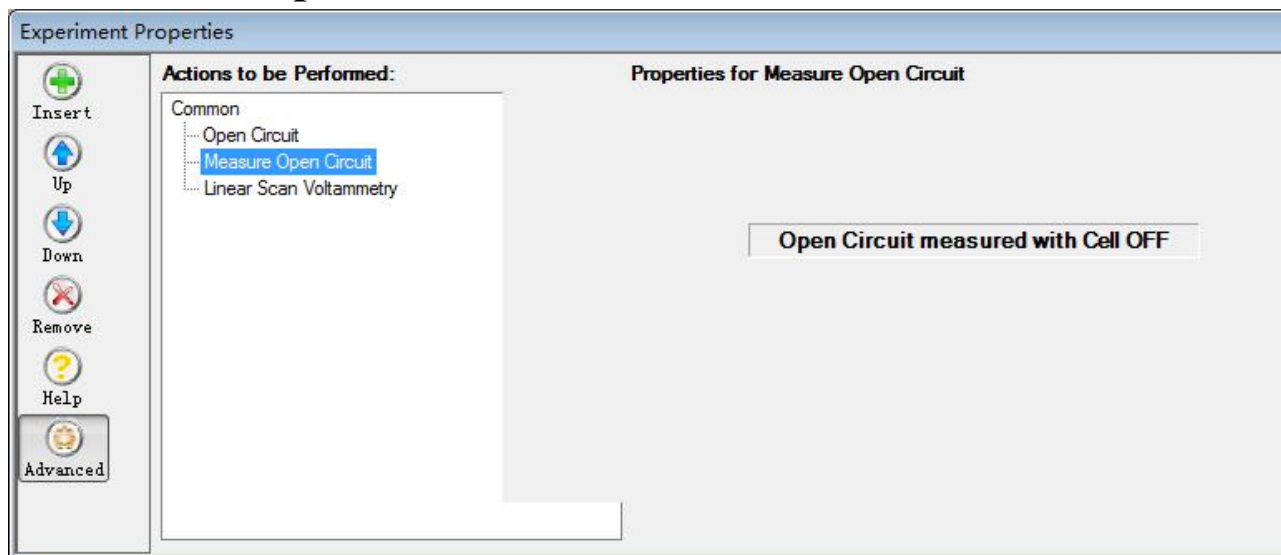 Experiment Properties
Insert
Up
Down
Remove
Help
Advanced
Actions to be Performed:
Common
Open Circuit
Measure Open Circuit
Linear Scan Voltammetry
Properties for Measure Open Circuit
Open Circuit measured with Cell OFF